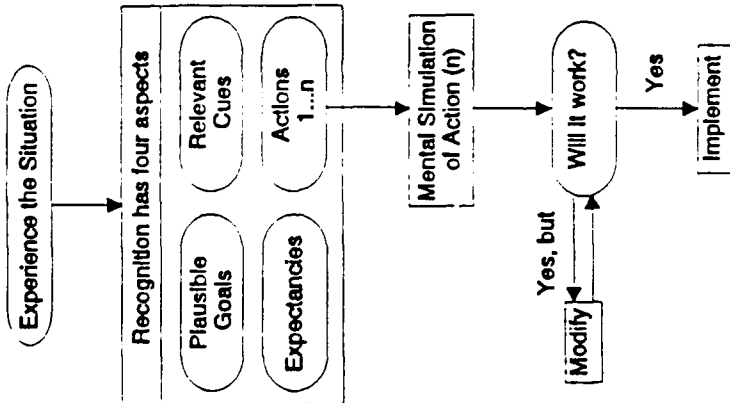 Experience the Situation
Recognition has four aspects
Plausible
Goals
Relevant
Cues
Expectancies
Actions
1...n
Mental Simulation
of Action (n)
Will it work?
Yes, but
Modify
Yes
Implement